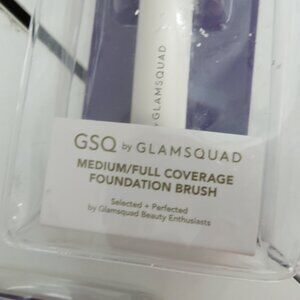 GLAMSQUAD
GSQ by GLAMSQUAD
MEDIUM/FULL COVERAGE
FOUNDATION BRUSH
Selected + Perfected
by Glamsquad Beauty Enthusiasts